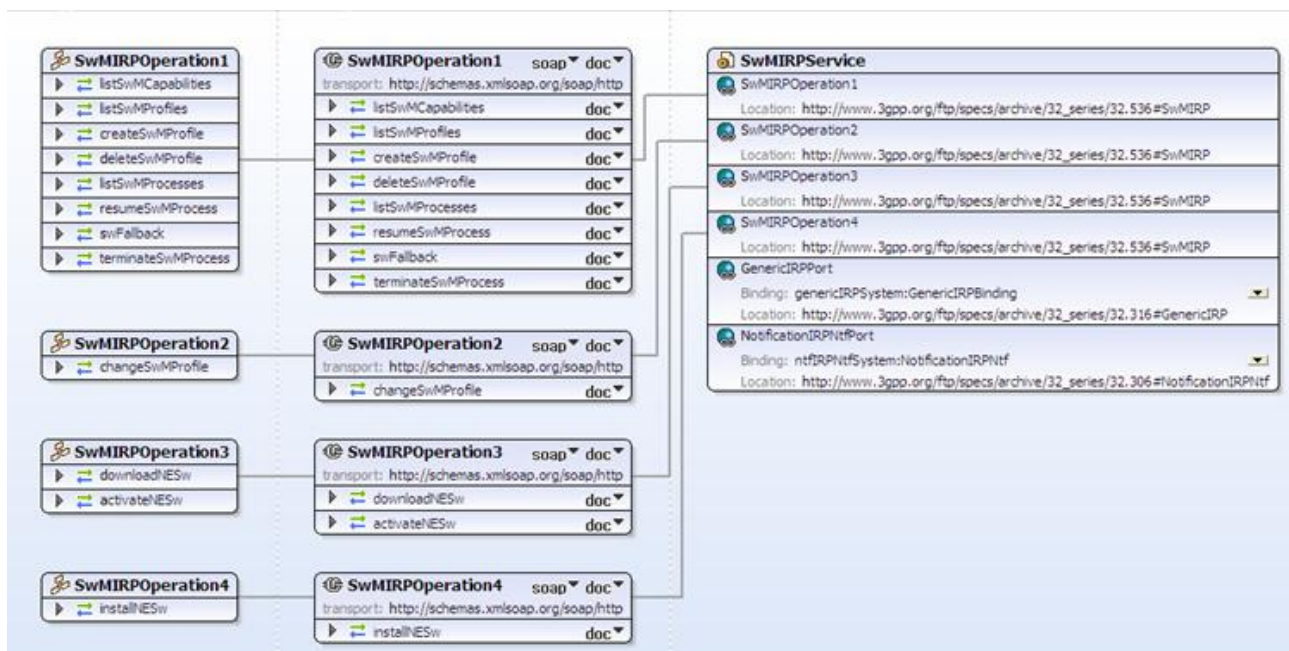 SwMIRPOperation1
listSwMCapabilities
listSwMProfiles
createSwMProfile
deleteSwMProfile
listSwMProcesses
resumeSwMProcess
swFallback
terminateSwMProcess
SwMIRPOperation2
changeSwMProfile
SwMIRPOperation3
downloadNESw
activateNESw
SwMIRPOperation4
installNESw
SwMIRPOperation1 soap doc
transport: http://schemas.xmlsoap.org/soap/http
listSwMCapabilities doc
listSwMProfiles doc
createSwMProfile doc
deleteSwMProfile doc
listSwMProcesses doc
resumeSwMProcess doc
swFallback doc
terminateSwMProcess doc
SwMIRPOperation2 soap doc
transport: http://schemas.xmlsoap.org/soap/http
changeSwMProfile doc
SwMIRPOperation3 soap doc
transport: http://schemas.xmlsoap.org/soap/http
downloadNESw doc
activateNESw doc
SwMIRPOperation4 soap doc
transport: http://schemas.xmlsoap.org/soap/http
installNESw doc
SwMIRPService
SwMIRPOperation1
Location: http://www.3gpp.org/ftp/specs/archive/32_series/32.536#SwMIRP
SwMIRPOperation2
Location: http://www.3gpp.org/ftp/specs/archive/32_series/32.536#SwMIRP
SwMIRPOperation3
Location: http://www.3gpp.org/ftp/specs/archive/32_series/32.536#SwMIRP
SwMIRPOperation4
Location: http://www.3gpp.org/ftp/specs/archive/32_series/32.536#SwMIRP
GenericIRPPort
Binding: genericIRPSystem:GenericIRPBinding
Location: http://www.3gpp.org/ftp/specs/archive/32_series/32.316#GenericIRP
NotificationIRPNtfPort
Binding: ntfIRPNtfSystem:NotificationIRPNtf
Location: http://www.3gpp.org/ftp/specs/archive/32_series/32.306#NotificationIRPNtf